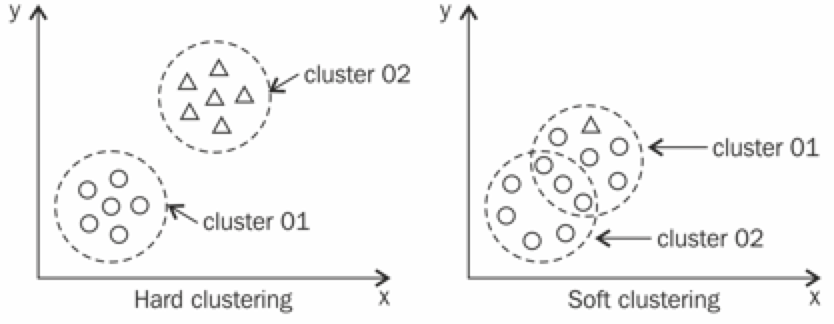 y
cluster 02
cluster 01
x
Hard clustering
y
cluster 01
cluster 02
x
Soft clustering